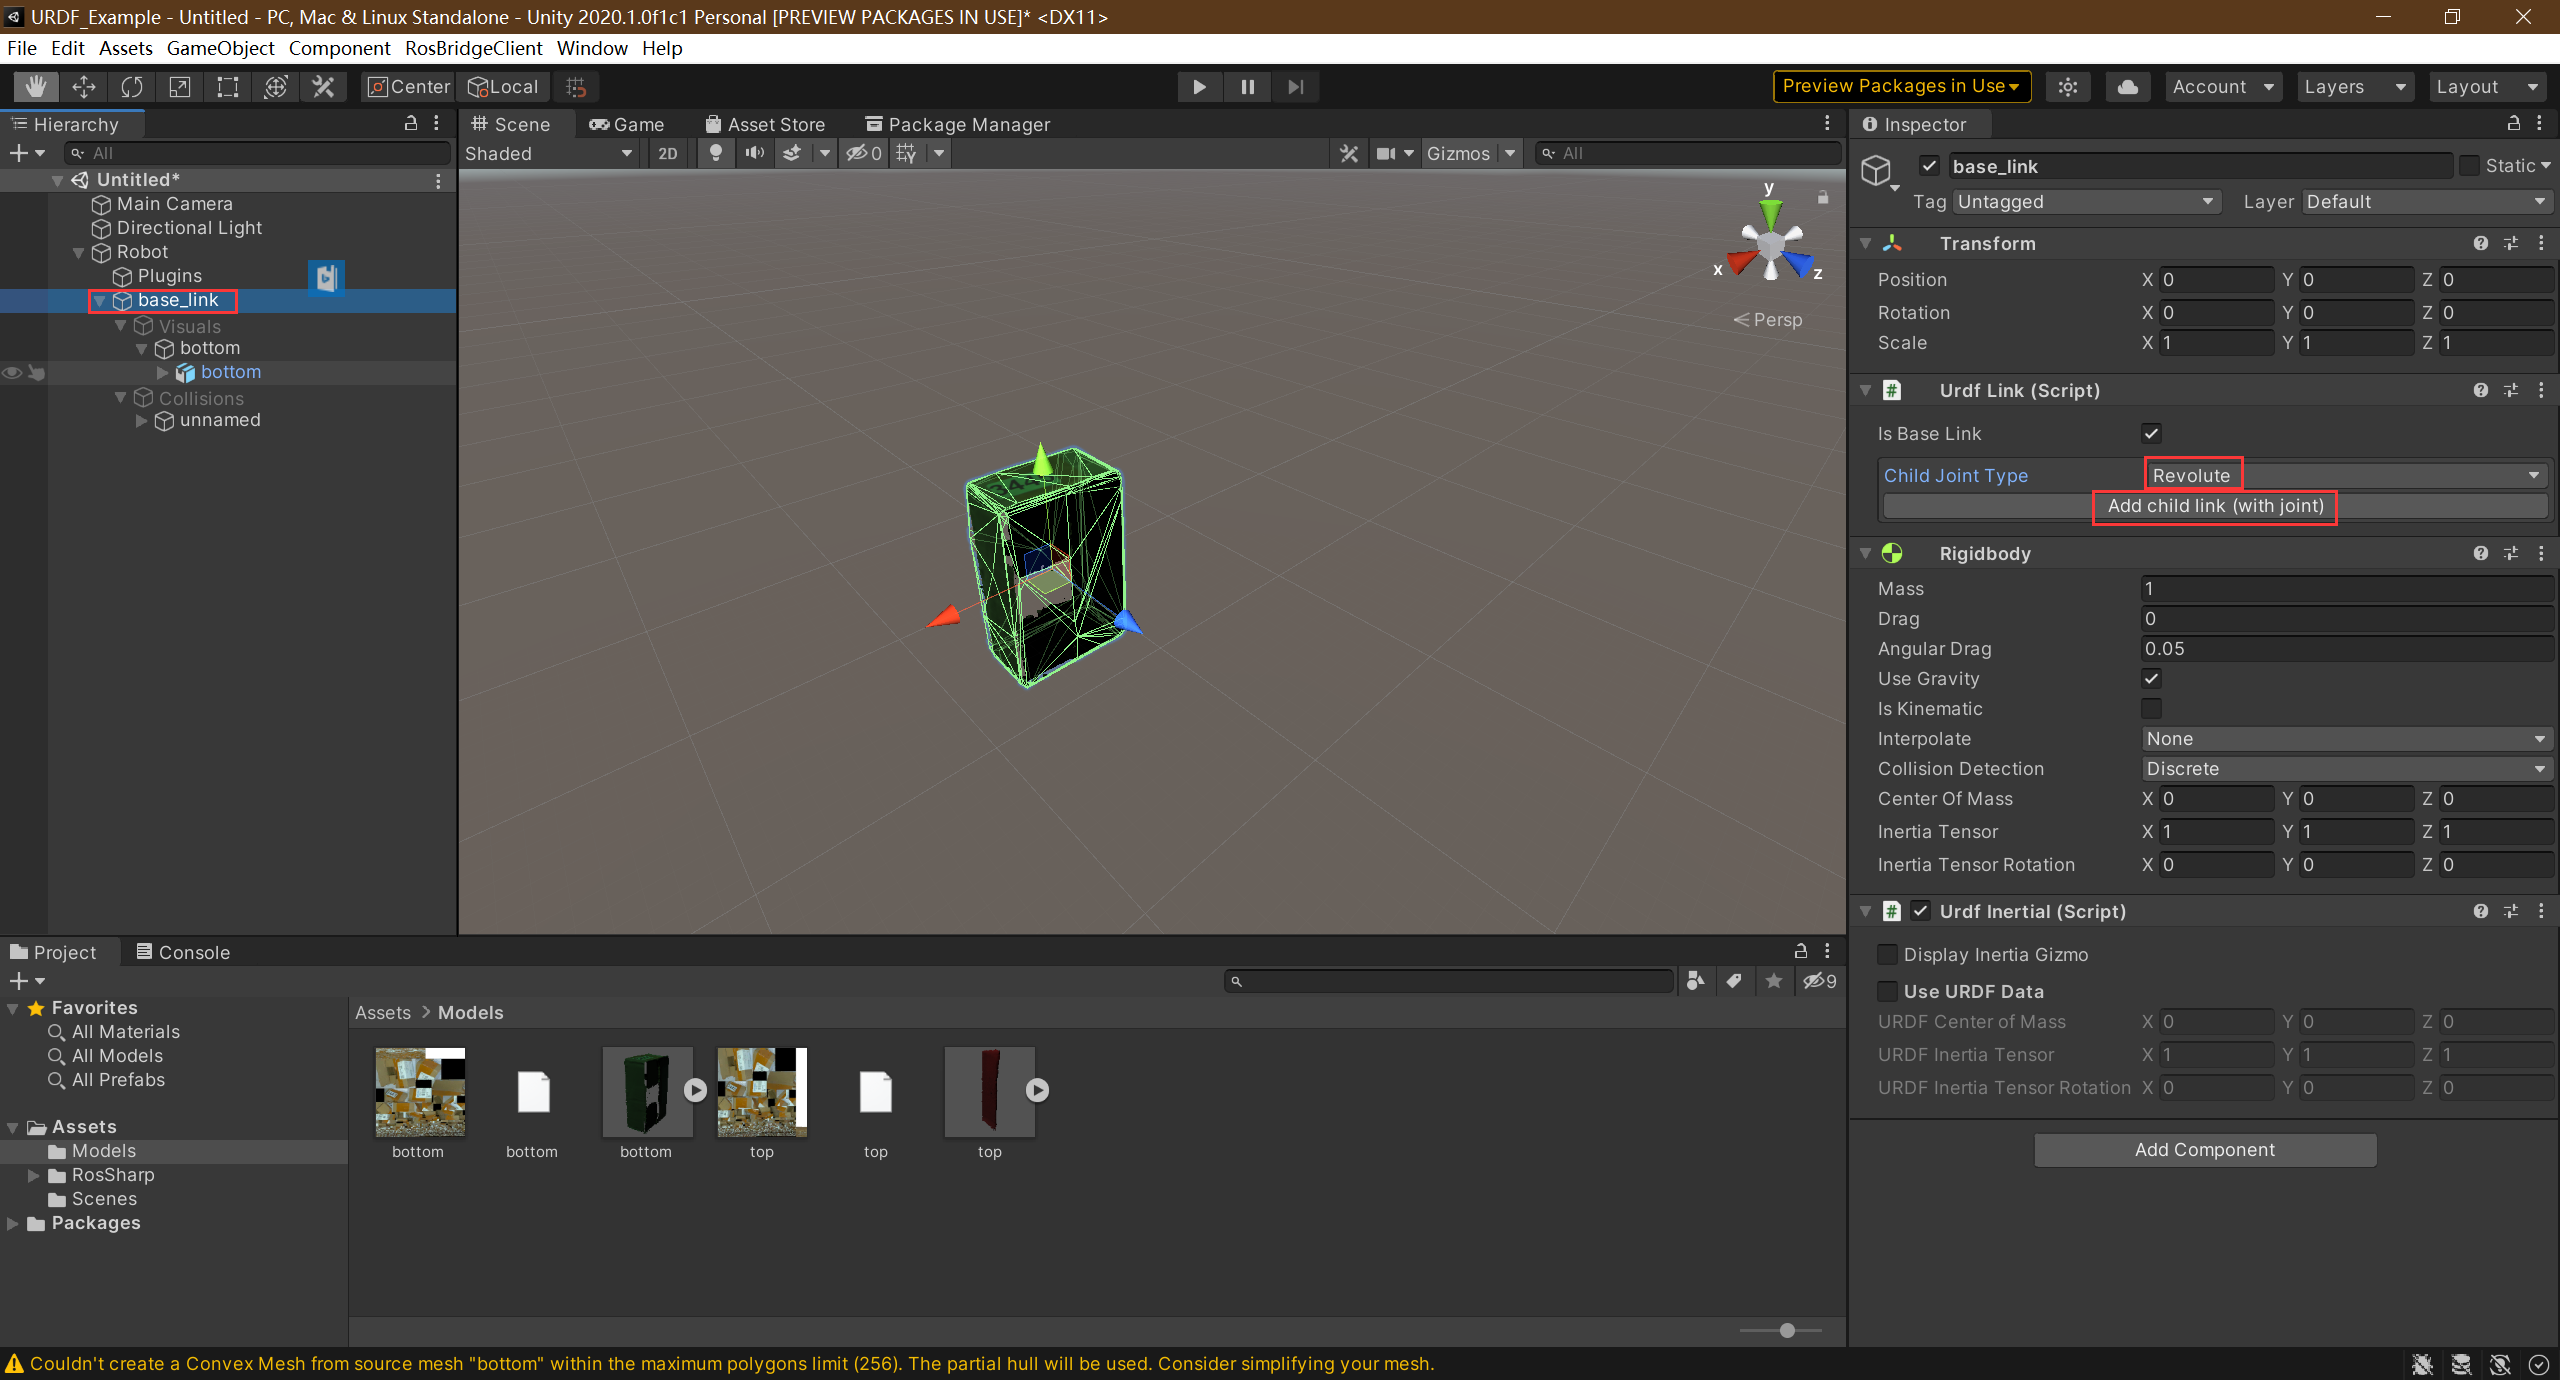 URDF_Example - Untitled - PC, Mac & Linux Standalone - Unity 2020.1.0f1c1 Personal [PREVIEW PACKAGES IN USE]* <DX11>
File Edit Assets GameObject Component RosBridgeClient Window Help
Center Local Preview Packages in Use Account Layers Layout
Hierarchy
All
Untitled*
Main Camera
Directional Light
Robot
Plugins
base_link
Visuals
bottom
bottom
Collisions
unnamed
Scene Game Asset Store Package Manager
Shaded 2D 0 Gizmos All
y
x
z
Persp
Inspector
base_link Static
Tag Untagged Layer Default
Transform
Position X 0 Y 0 Z 0
Rotation X 0 Y 0 Z 0
Scale X 1 Y 1 Z 1
Urdf Link (Script)
Is Base Link
Child Joint Type Revolute
Add child link (with joint)
Rigidbody
Mass 1
Drag 0
Angular Drag 0.05
Use Gravity
Is Kinematic
Interpolate None
Collision Detection Discrete
Center Of Mass X 0 Y 0 Z 0
Inertia Tensor X 1 Y 1 Z 1
Inertia Tensor Rotation X 0 Y 0 Z 0
Urdf Inertial (Script)
Display Inertia Gizmo
Use URDF Data
URDF Center of Mass X 0 Y 0 Z 0
URDF Inertia Tensor X 1 Y 1 Z 1
URDF Inertia Tensor Rotation X 0 Y 0 Z 0
Add Component
Project Console
9
Favorites
All Materials
All Models
All Prefabs
Assets
Models
RosSharp
Scenes
Packages
Assets > Models
bottom bottom bottom top top top
Couldn't create a Convex Mesh from source mesh "bottom" within the maximum polygons limit (256). The partial hull will be used. Consider simplifying your mesh.